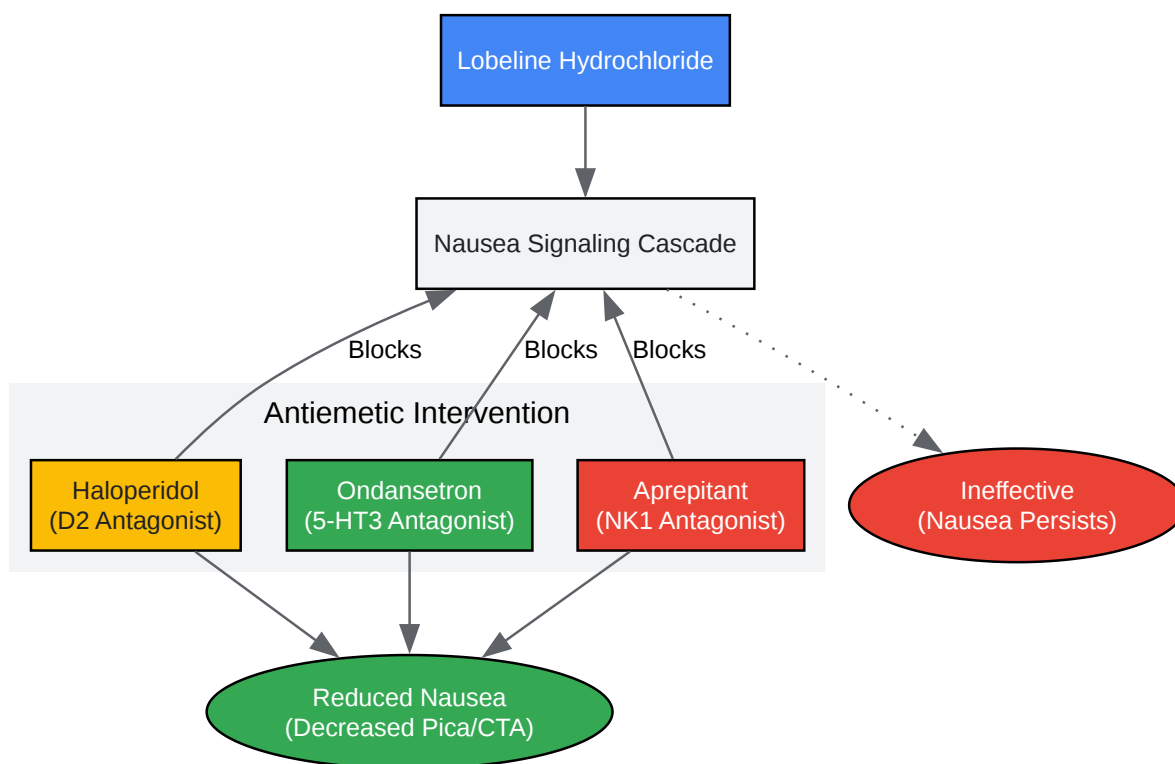 Lobeline Hydrochloride
Nausea Signaling Cascade
Blocks
Blocks
Blocks
Antiemetic Intervention
Haloperidol
(D2 Antagonist)
Ondansetron
(5-HT3 Antagonist)
Aprepitant
(NK1 Antagonist)
Ineffective
(Nausea Persists)
Reduced Nausea
(Decreased Pica/CTA)